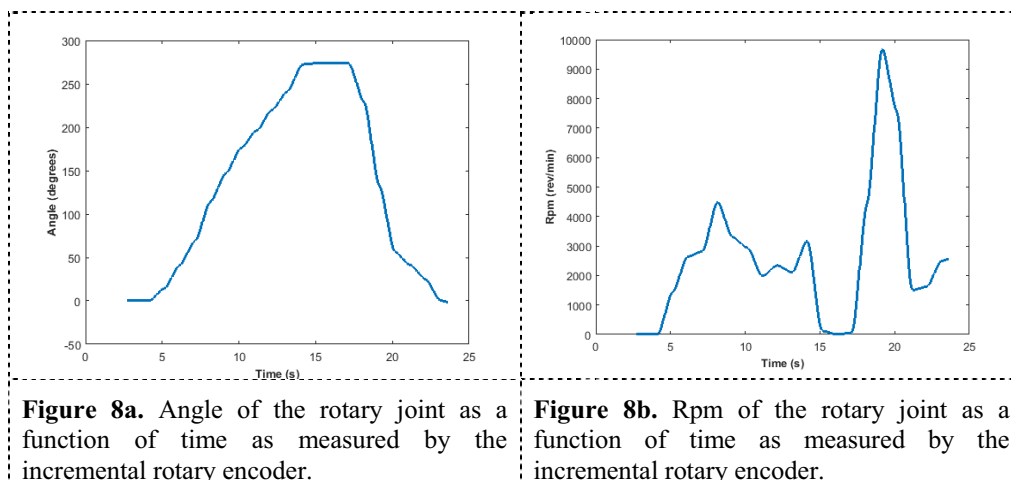 300
250
200
150
100
50
0
-50
Angle (degrees)
0 5 10 15 20 25
Time (s)
10000
9000
8000
7000
6000
5000
4000
3000
2000
1000
0
Rpm (rev/min)
0 5 10 15 20 25
Time (s)
Figure 8a. Angle of the rotary joint as a
function of time as measured by the
incremental rotary encoder.
Figure 8b. Rpm of the rotary joint as a
function of time as measured by the
incremental rotary encoder.